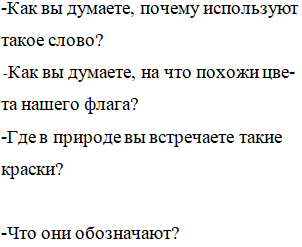 -Как вы думаете, почему используют
такое слово?
-Как вы думаете, на что похожи цве-
та нашего флага?
-Где в природе вы встречаете такие
краски?
-Что они обозначают?